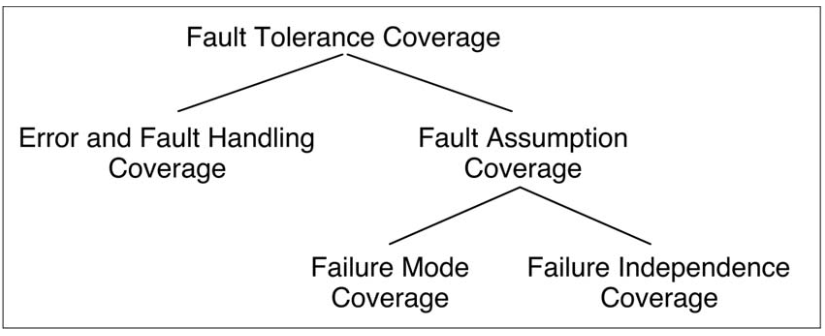 Fault Tolerance Coverage
Error and Fault Handling
Coverage
Fault Assumption
Coverage
Failure Mode
Coverage
Failure Independence
Coverage